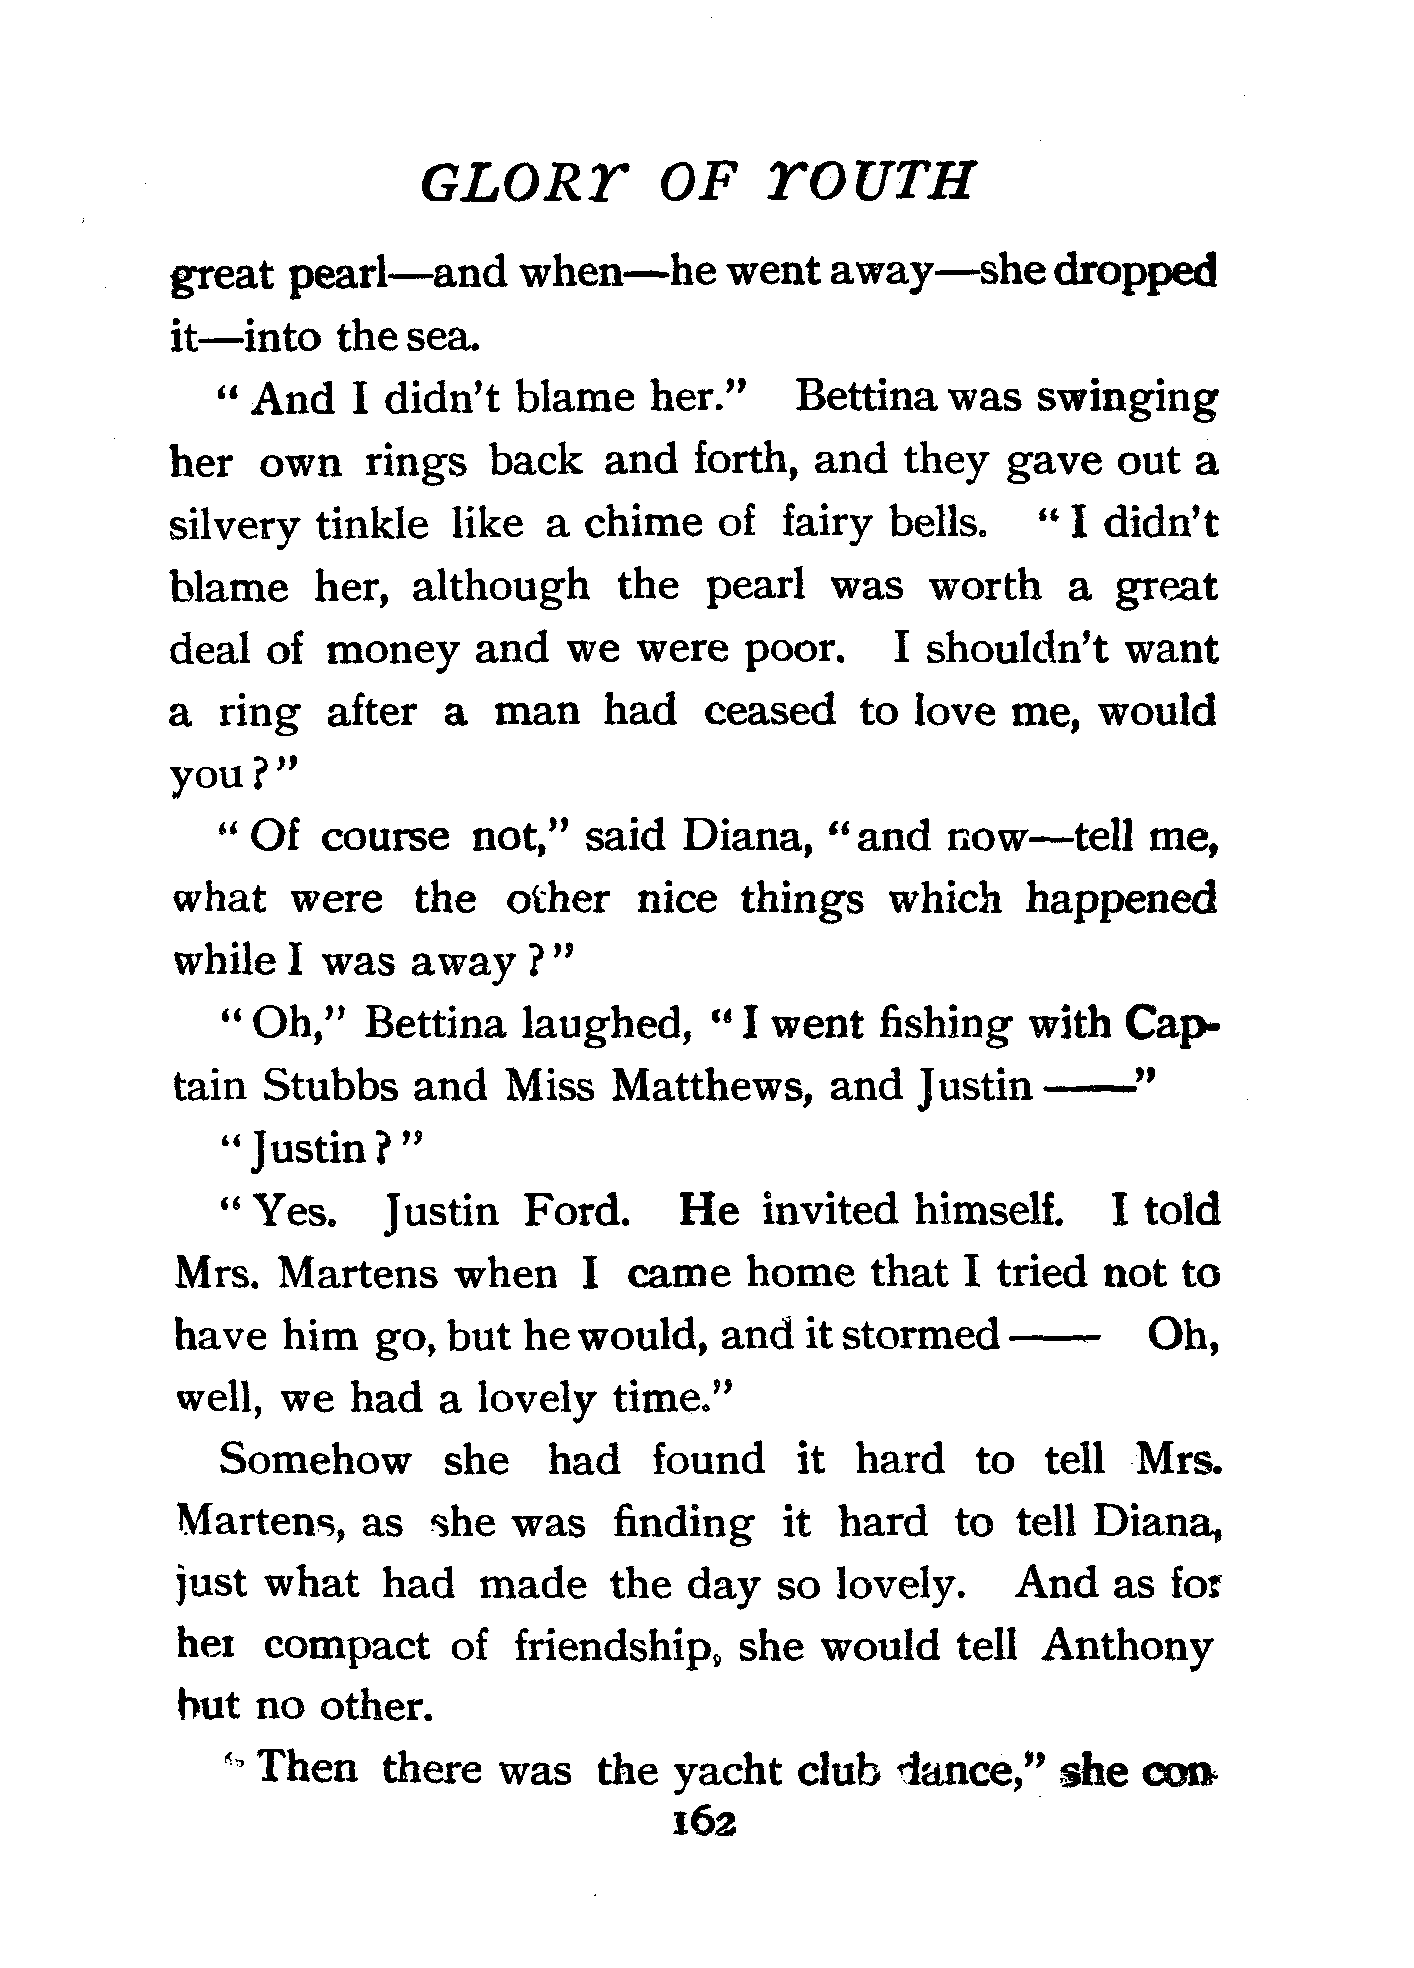 GLORY OF YOUTH
great pearl—and when—he went away—she dropped
it—into the sea.
“ And I didn't blame her.” Bettina was swinging
her own rings back and forth, and they gave out a
silvery tinkle like a chime of fairy bells. “ I didn't
blame her, although the pearl was worth a great
deal of money and we were poor. I shouldn't want
a ring after a man had ceased to love me, would
you ? ”
“ Of course not,” said Diana, “ and now—tell me,
what were the other nice things which happened
while I was away ? ”
“ Oh,” Bettina laughed, “ I went fishing with Cap-
tain Stubbs and Miss Matthews, and Justin ——”
“ Justin ? ”
“ Yes. Justin Ford. He invited himself. I told
Mrs. Martens when I came home that I tried not to
have him go, but he would, and it stormed —— Oh,
well, we had a lovely time.”
Somehow she had found it hard to tell Mrs.
Martens, as she was finding it hard to tell Diana,
just what had made the day so lovely. And as for
her compact of friendship, she would tell Anthony
but no other.
“ Then there was the yacht club dance,” she con-
162